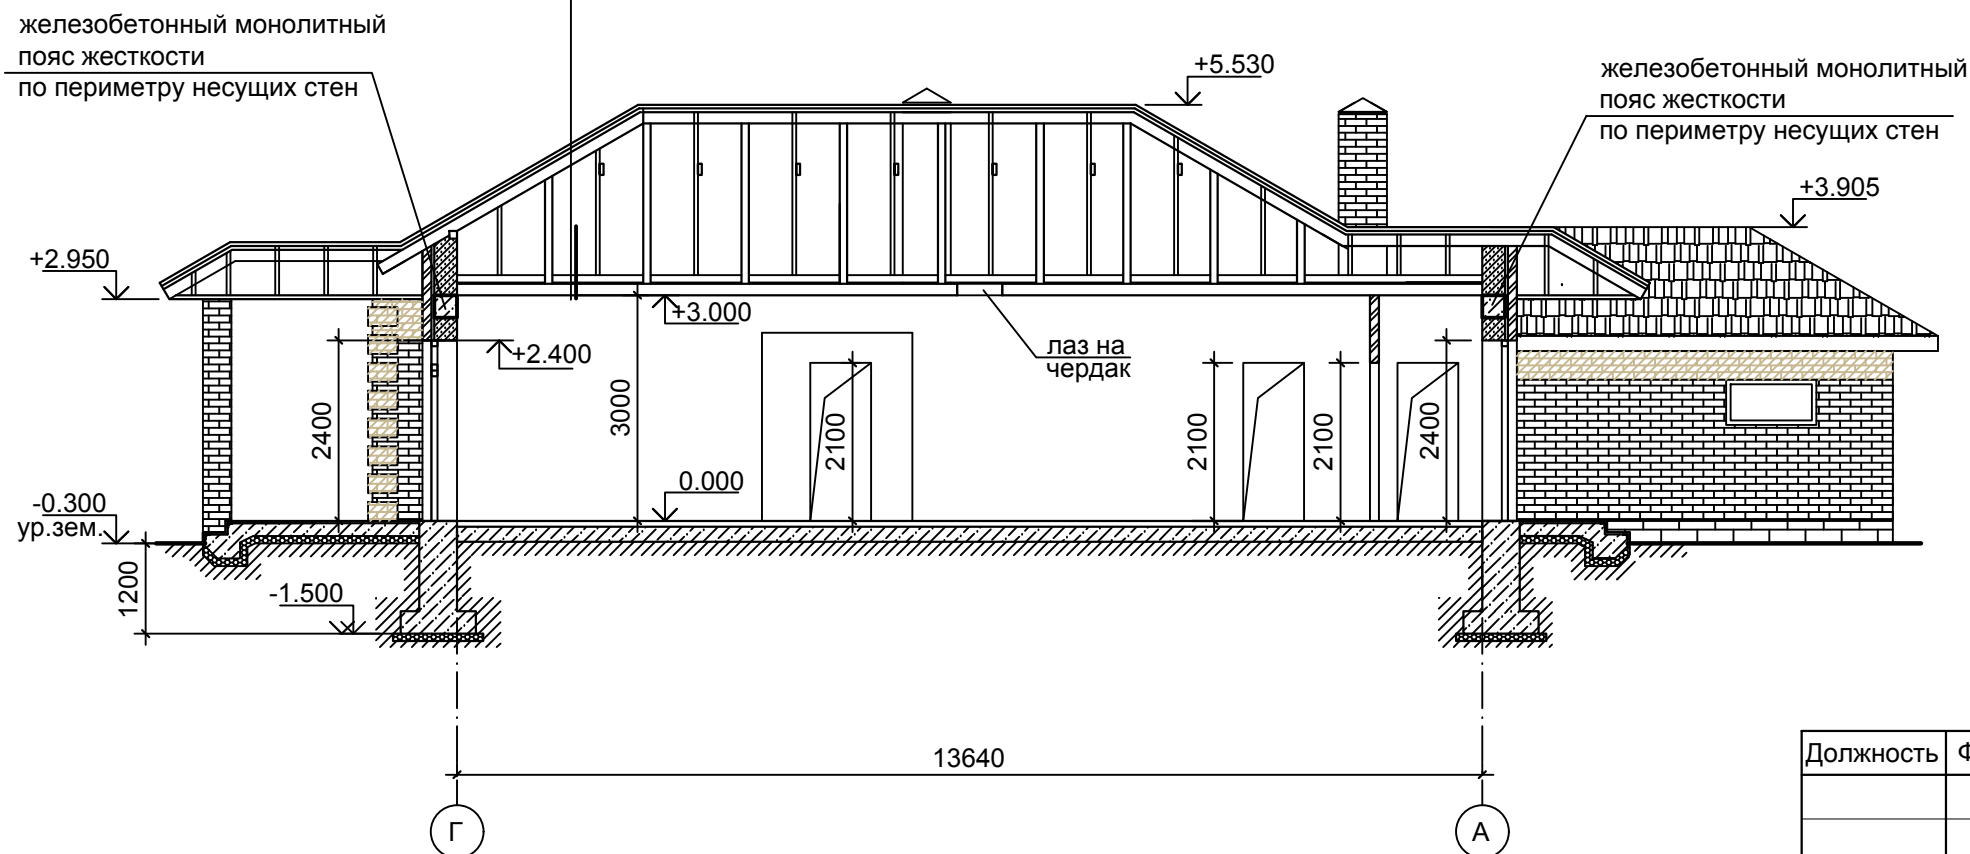 железобетонный монолитный
пояс жесткости
по периметру несущих стен
+5.530
железобетонный монолитный
пояс жесткости
по периметру несущих стен
+3.905
+2.950
+3.000
+2.400
лаз на
чердак
2400
3000
2100
2100
2100
2400
0.000
-0.300
ур.зем.
1200
-1.500
13640
Должность Ф
Г
А